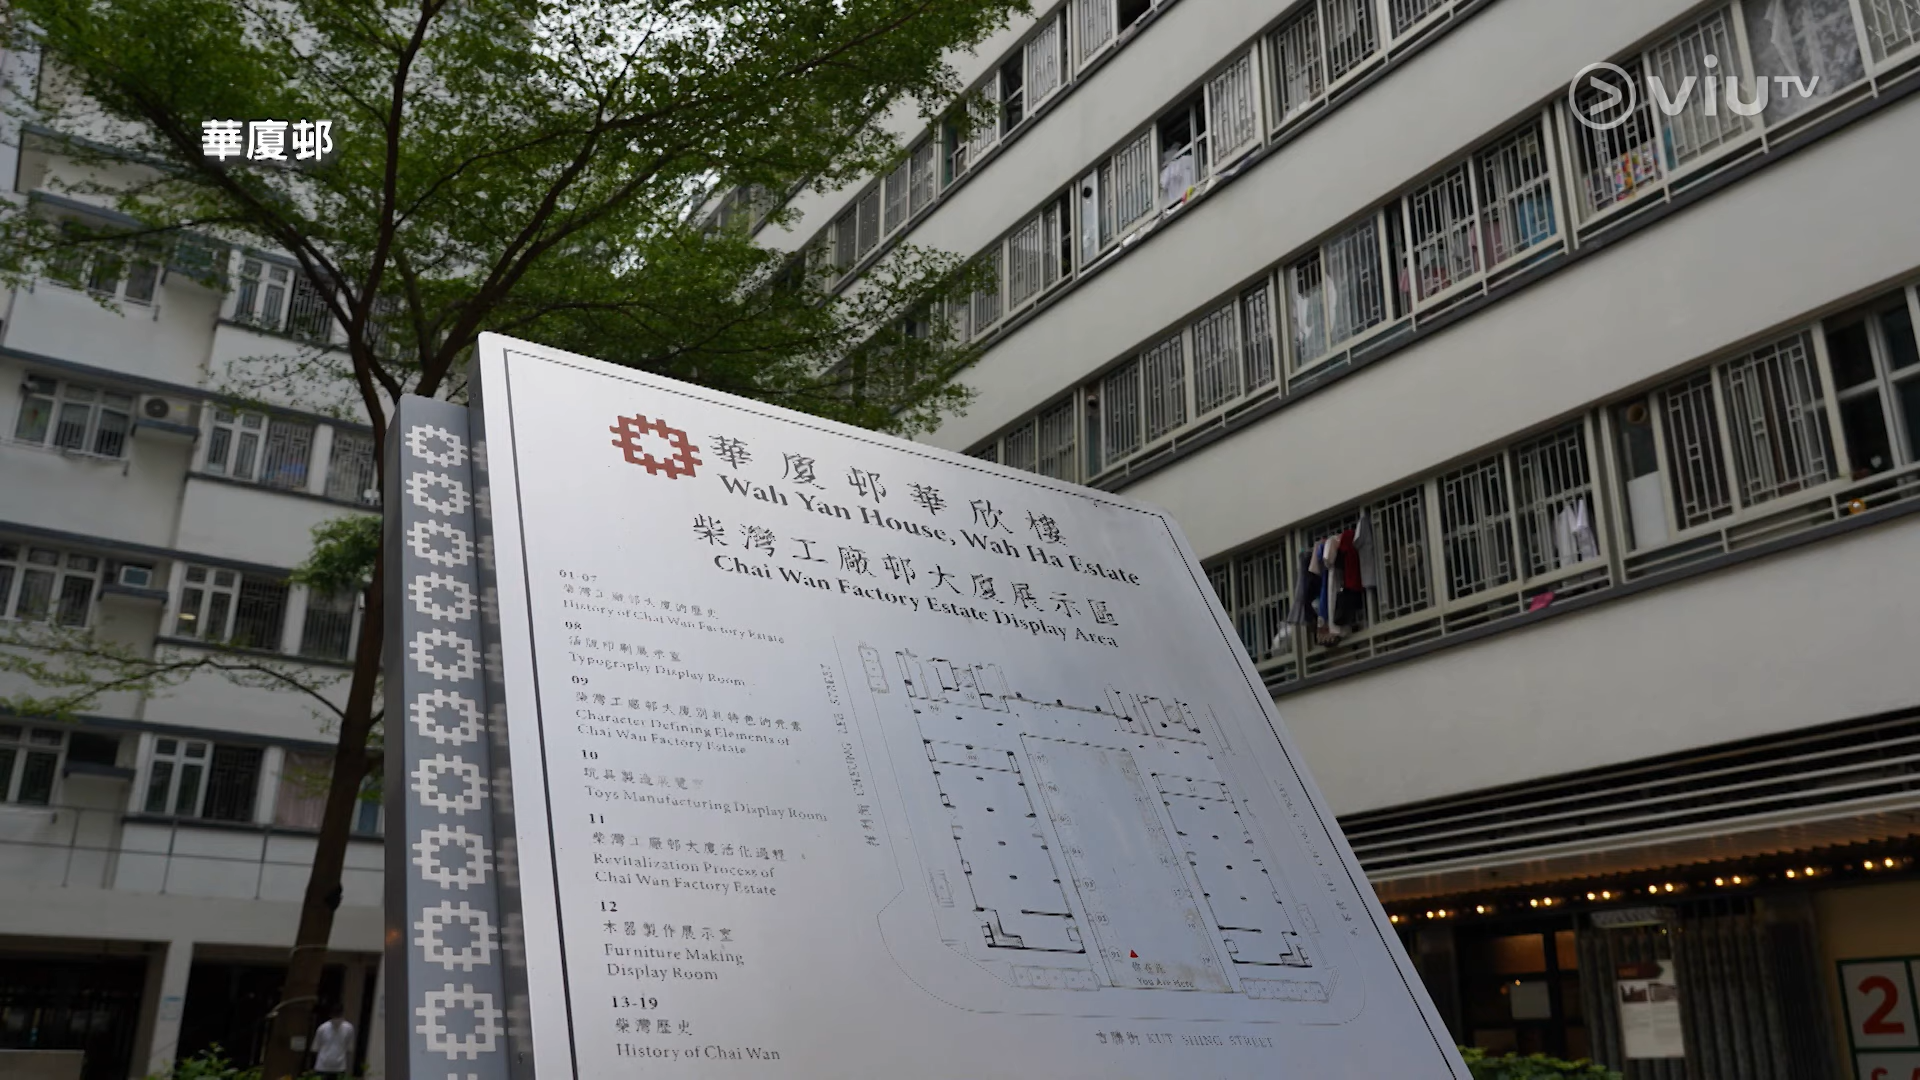 華廈邨
viuTV
華廈邨華欣樓
Wah Yan House, Wah Ha Estate
柴灣工廠邨大廈展示區
Chai Wan Factory Estate Display Area
01-07
柴灣工廠邨大廈的歷史
History of Chai Wan Factory Estate
08
活版印刷展示室
Typography Display Room
09
柴灣工廠邨大廈別具特色的元素
Character Defining Elements of
Chai Wan Factory Estate
10
玩具製造展覽
Toys Manufacturing Display Room
11
柴灣工廠邨大廈活化過程
Revitalization Process of
Chai Wan Factory Estate
12
木器製作展示室
Furniture Making
Display Room
13-19
柴灣歷史
History of Chai Wan
CHEUNG LEE STREET
You Are Here
吉勝街 KUT SHING STREET
2